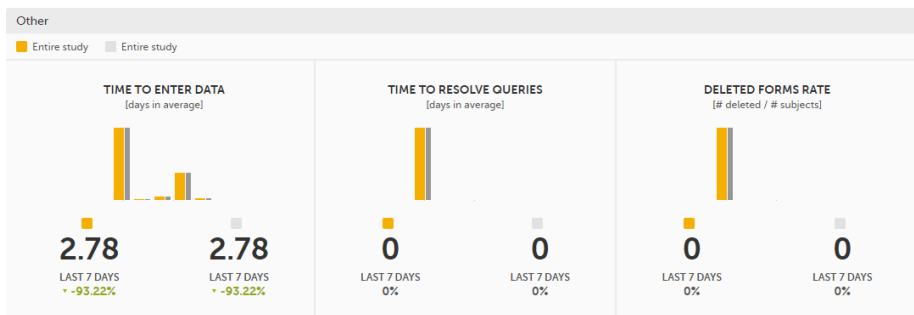 Other
Entire study Entire study
TIME TO ENTER DATA
[days in average]
2.78 2.78
LAST 7 DAYS LAST 7 DAYS
-93.22% -93.22%
TIME TO RESOLVE QUERIES
[days in average]
0 0
LAST 7 DAYS LAST 7 DAYS
0% 0%
DELETED FORMS RATE
[# deleted / # subjects]
0 0
LAST 7 DAYS LAST 7 DAYS
0% 0%